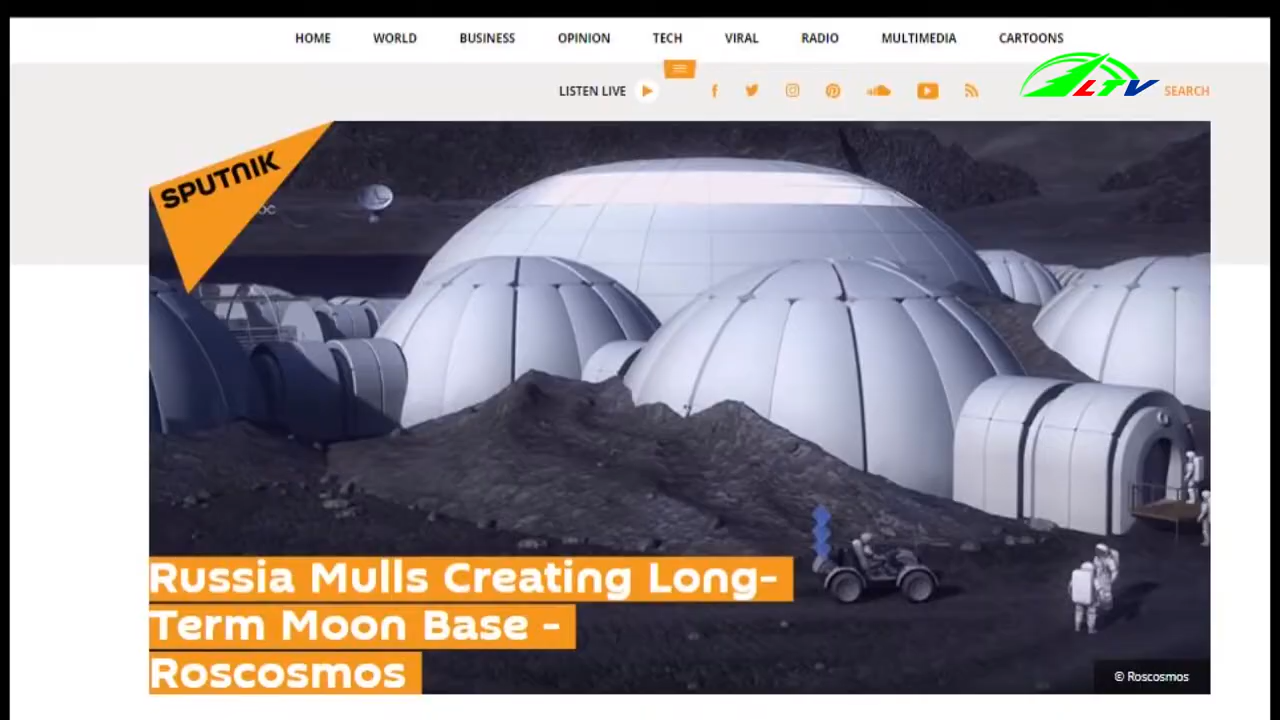 HOME WORLD BUSINESS OPINION TECH VIRAL RADIO MULTIMEDIA CARTOONS
LISTEN LIVE
LTV
SEARCH
SPUTNIK
Russia Mulls Creating Long-
Term Moon Base -
Roscosmos
© Roscosmos